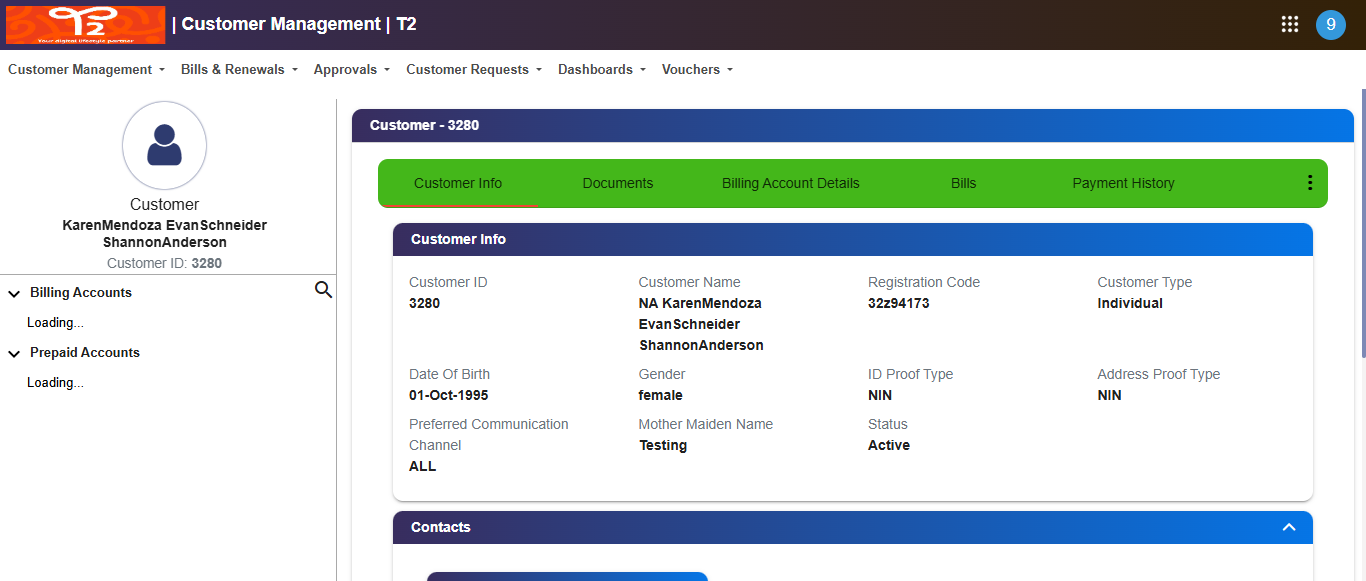 T2
Your digital lifestyle partner
| Customer Management | T2
9
Customer Management
Bills & Renewals
Approvals
Customer Requests
Dashboards
Vouchers
Customer
KarenMendoza EvanSchneider
ShannonAnderson
Customer ID: 3280
Billing Accounts
Loading...
Prepaid Accounts
Loading...
Customer - 3280
Customer Info
Documents
Billing Account Details
Bills
Payment History
Customer Info
Customer ID
3280
Customer Name
NA KarenMendoza
EvanSchneider
ShannonAnderson
Registration Code
32z94173
Customer Type
Individual
Date Of Birth
01-Oct-1995
Gender
female
ID Proof Type
NIN
Address Proof Type
NIN
Preferred Communication
Channel
ALL
Mother Maiden Name
Testing
Status
Active
Contacts